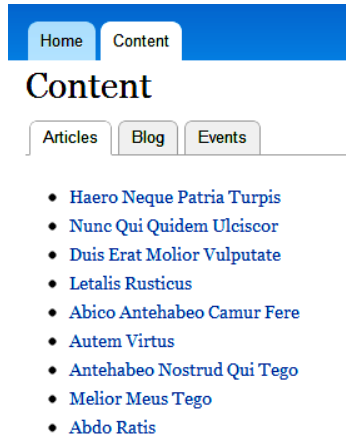 Home Content
Content
Articles Blog Events
Haero Neque Patria Turpis
Nunc Qui Quidem Ulciscor
Duis Erat Molior Vulputate
Letalis Rusticus
Abico Antehabeo Camur Fere
Autem Virtus
Antehabeo Nostrud Qui Tego
Melior Meus Tego
Abdo Ratis